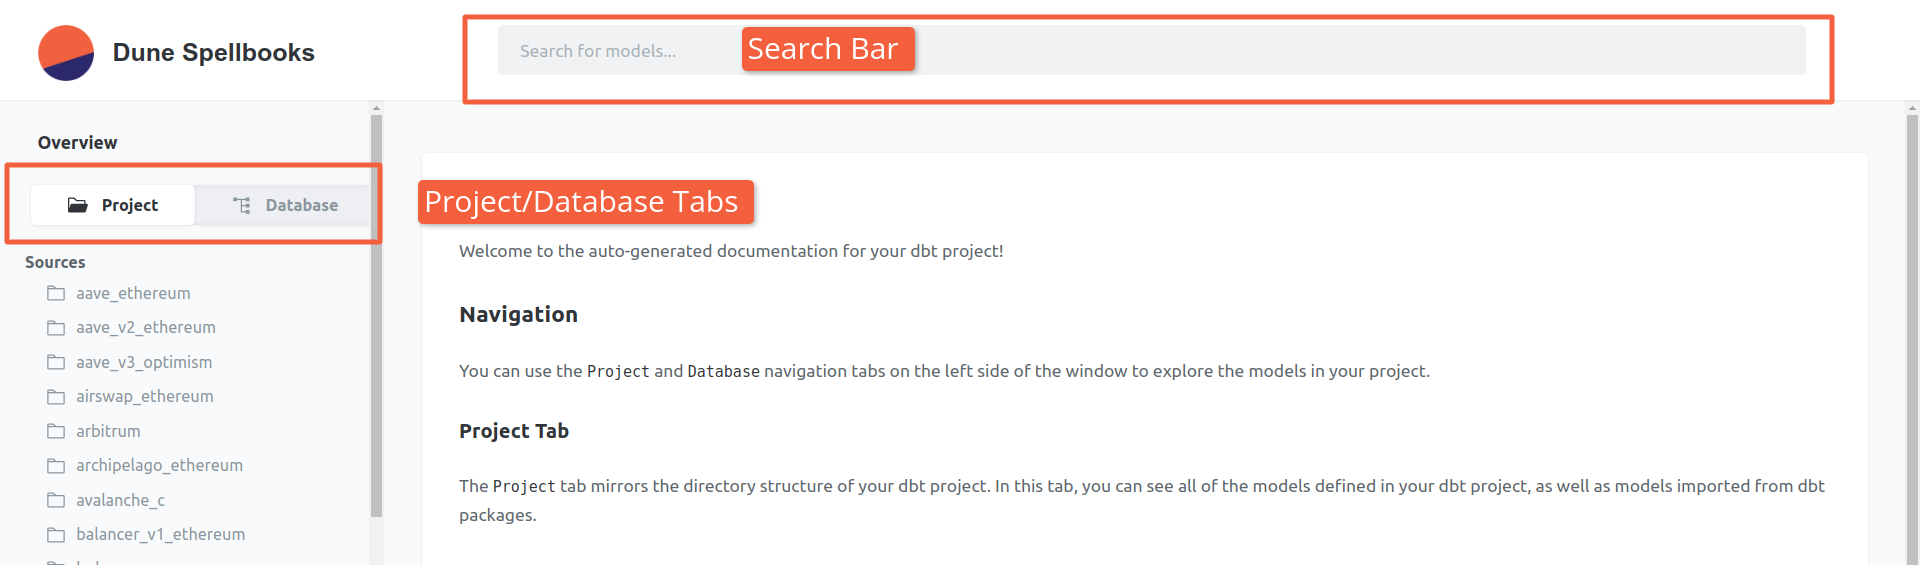 Dune Spellbooks
Search for models...
Search Bar
Overview
Project
Database
Project/Database Tabs
Sources
aave_ethereum
aave_v2_ethereum
aave_v3_optimism
airswap_ethereum
arbitrum
archipelago_ethereum
avalanche_c
balancer_v1_ethereum
Welcome to the auto-generated documentation for your dbt project!
Navigation
You can use the Project and Database navigation tabs on the left side of the window to explore the models in your project.
Project Tab
The Project tab mirrors the directory structure of your dbt project. In this tab, you can see all of the models defined in your dbt project, as well as models imported from dbt
packages.